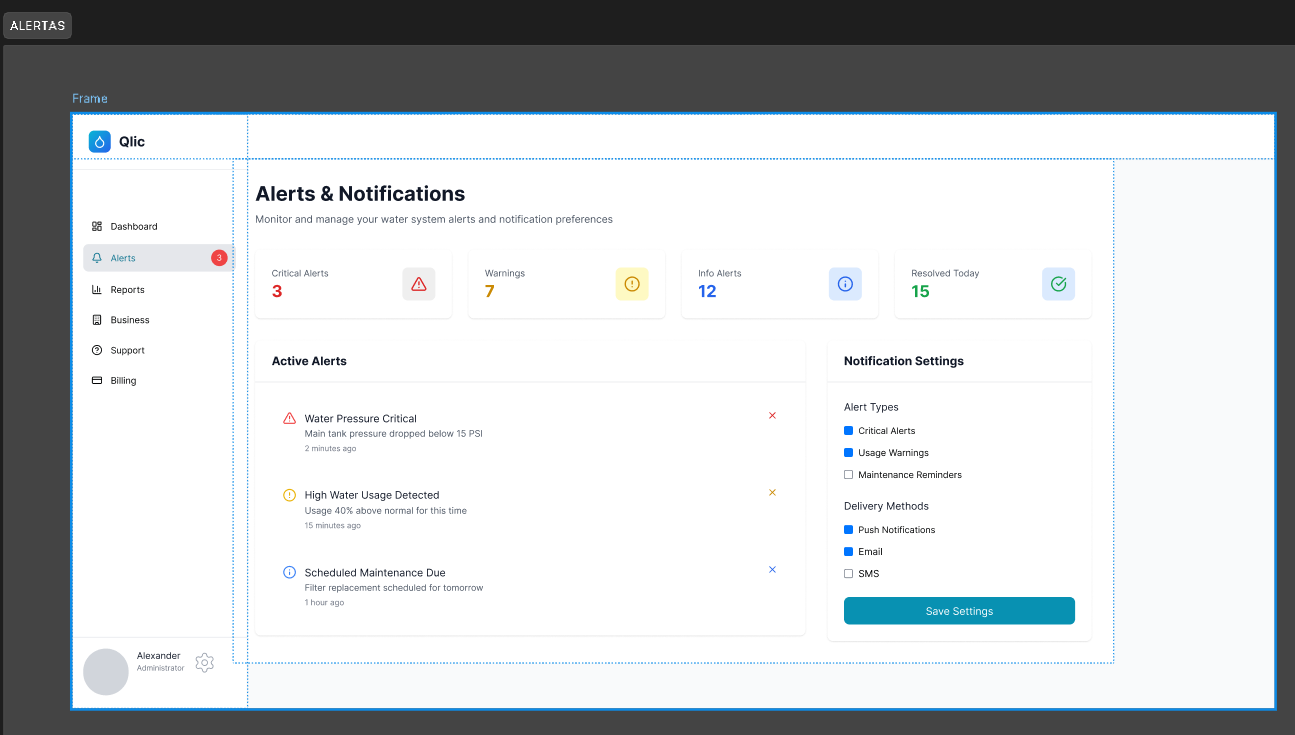 ALERTAS
Frame
Qlic
Dashboard
Alerts
3
Reports
Business
Support
Billing
Alexander
Administrator
Alerts & Notifications
Monitor and manage your water system alerts and notification preferences
Critical Alerts
3
Warnings
7
Info Alerts
12
Resolved Today
15
Active Alerts
Water Pressure Critical
Main tank pressure dropped below 15 PSI
2 minutes ago
High Water Usage Detected
Usage 40% above normal for this time
15 minutes ago
Scheduled Maintenance Due
Filter replacement scheduled for tomorrow
1 hour ago
Notification Settings
Alert Types
Critical Alerts
Usage Warnings
Maintenance Reminders
Delivery Methods
Push Notifications
Email
SMS
Save Settings